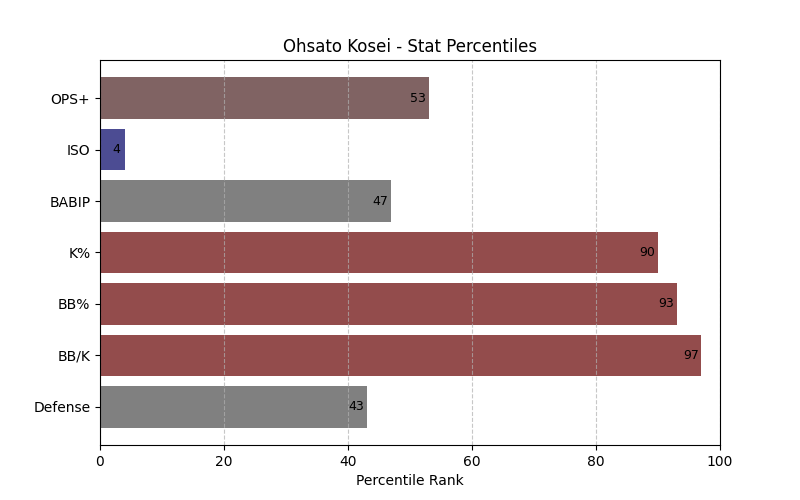 Ohsato Kosei - Stat Percentiles
OPS+ 53
ISO 4
BABIP 47
K% 90
BB% 93
BB/K 97
Defense 43
0 20 40 60 80 100
Percentile Rank